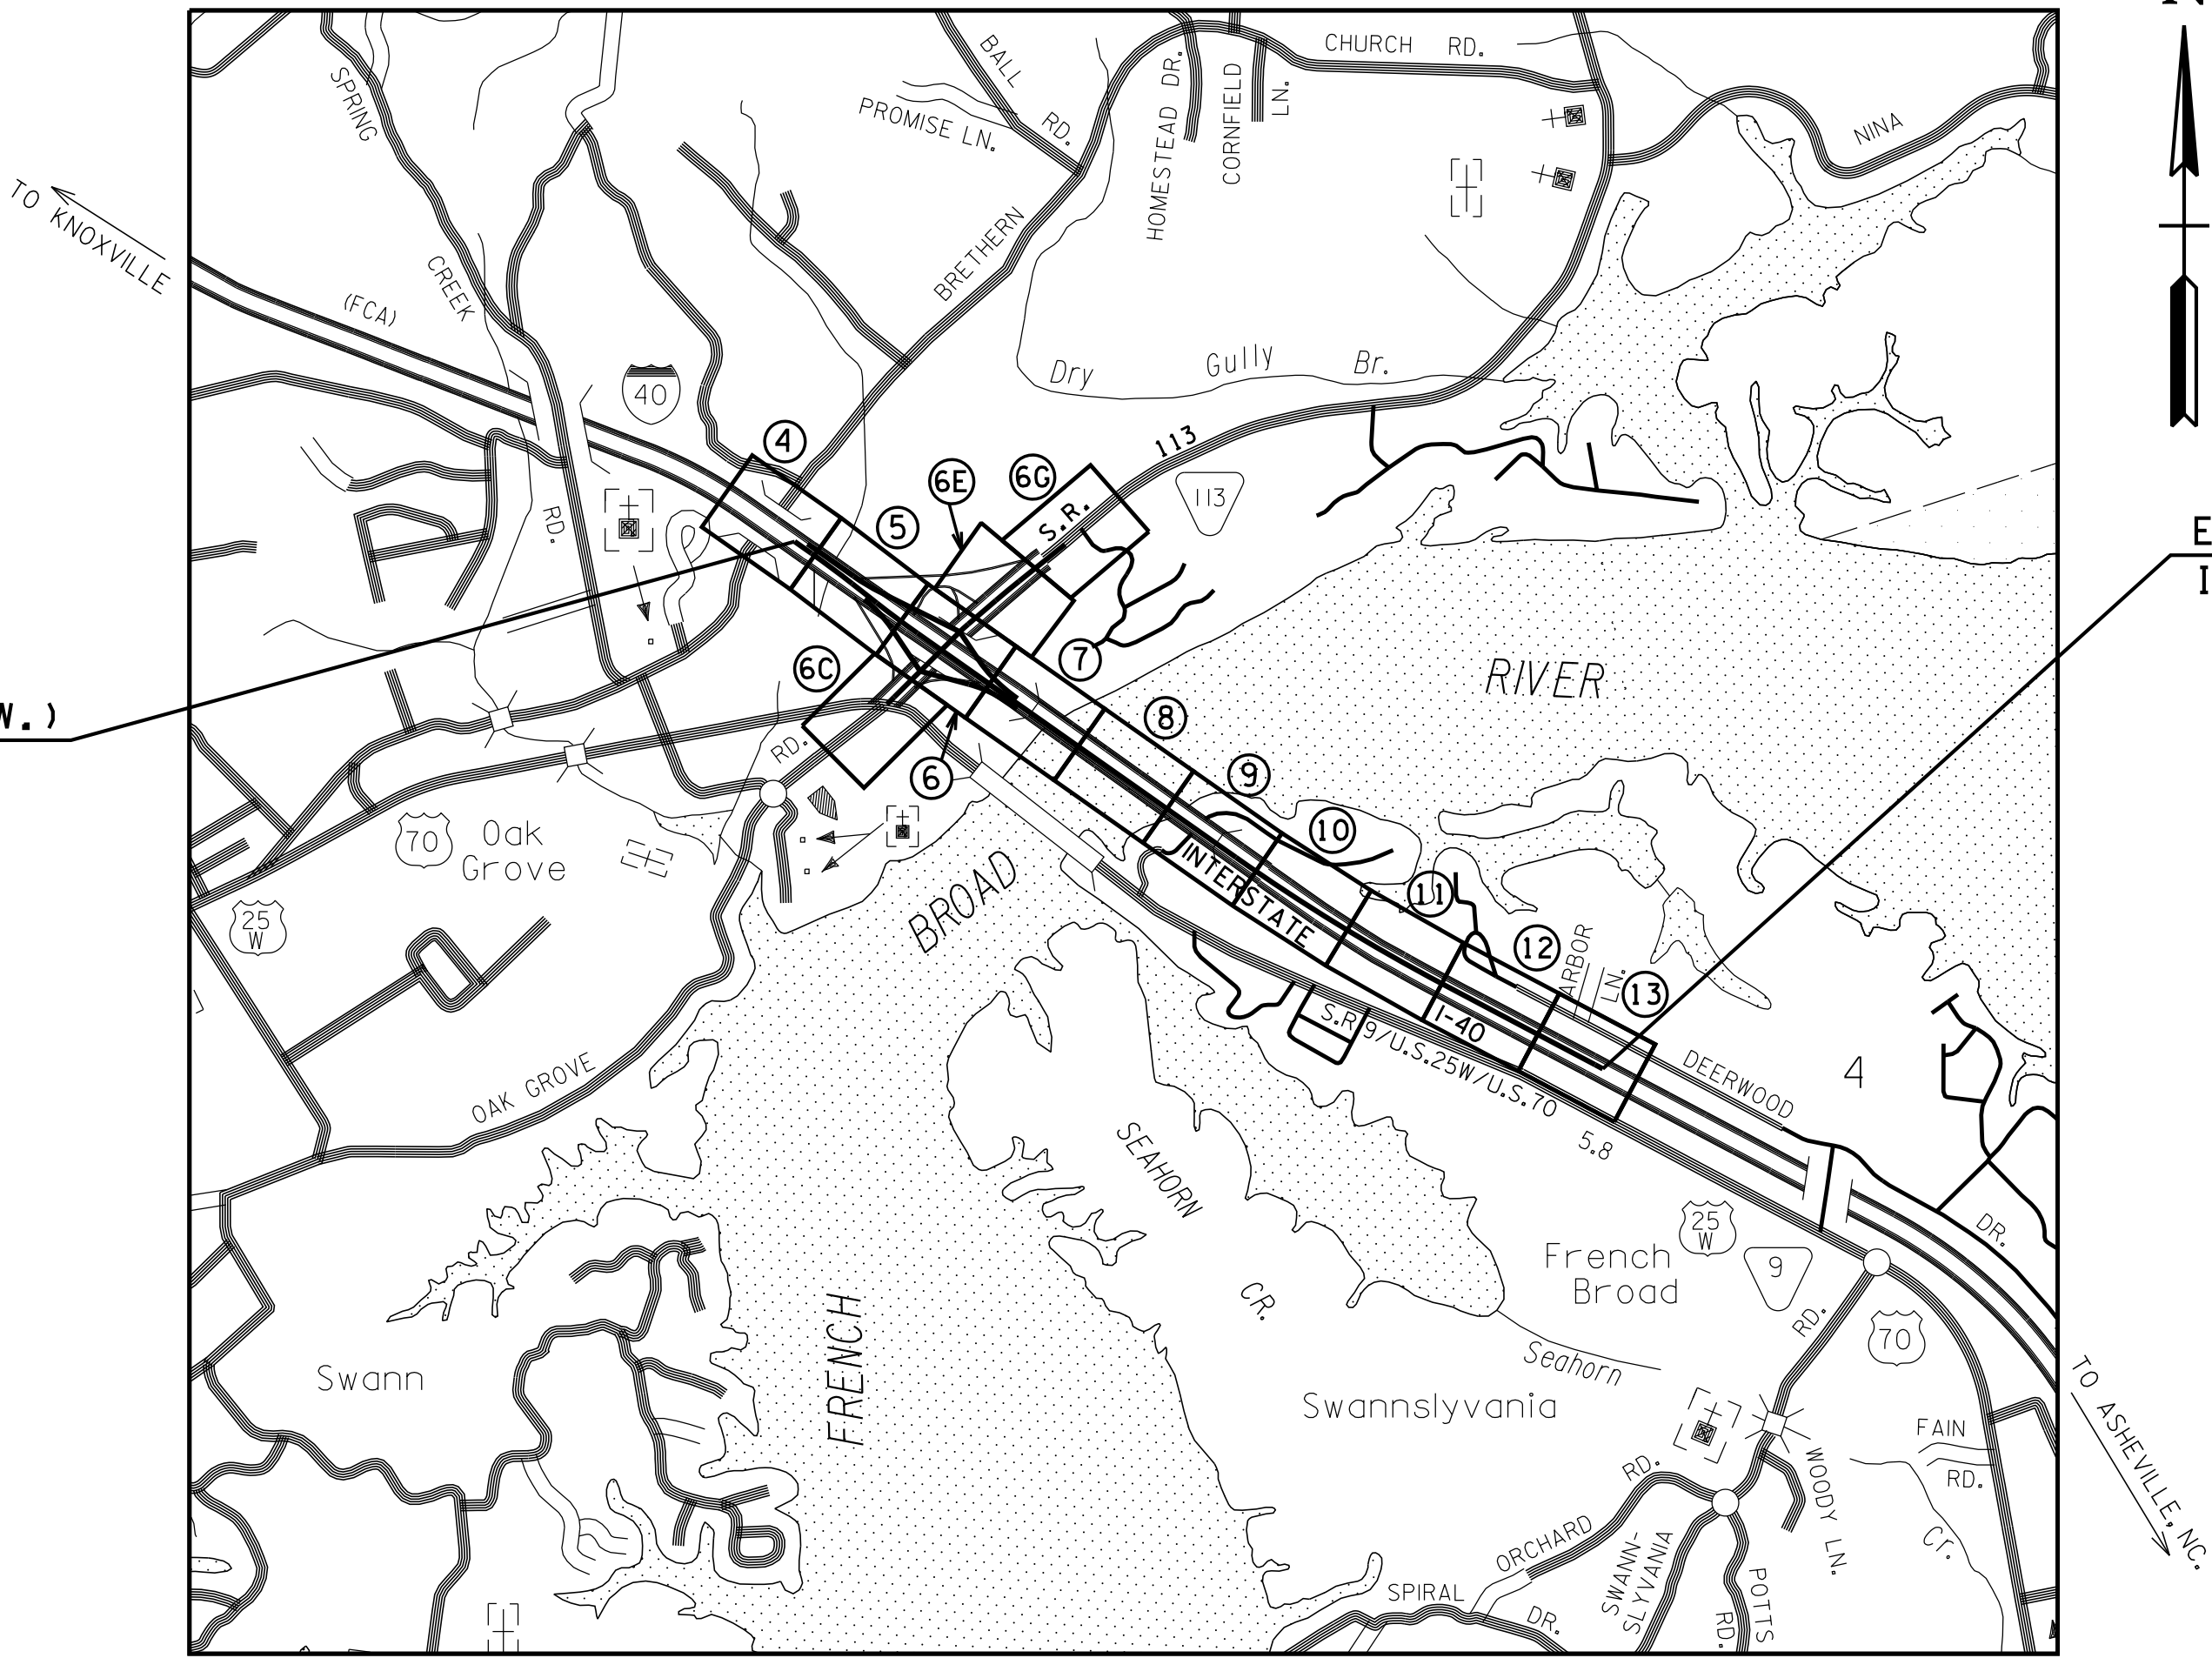 N
SPRING
CREEK
RD.
BALL
RD.
PROMISE LN.
HOMESTEAD DR.
CORNFIELD
LN.
CHURCH RD.
NINA
TO KNOXVILLE
(FCA)
BRETHERN
40
Dry Gully Br.
113
S.R.
113
4
5
6E
6G
6C
6
7
8
9
10
11
12
13
RIVER
E
I
W.)
RD.
70
Oak
Grove
25
W
BROAD
INTERSTATE
I-40
ARBOR
LN.
S.R.9/U.S.25W/U.S.70
5.8
DEERWOOD
DR.
4
OAK GROVE
SEAHORN
CR.
FRENCH
Swann
French
Broad
25
W
9
70
RD.
Seahorn
Cr.
Swannslyvania
TO ASHEVILLE, NC.
FAIN
RD.
WOODY LN.
ORCHARD
RD.
SWANN-
SLYVANIA
POTTS
RD.
SPIRAL
DR.